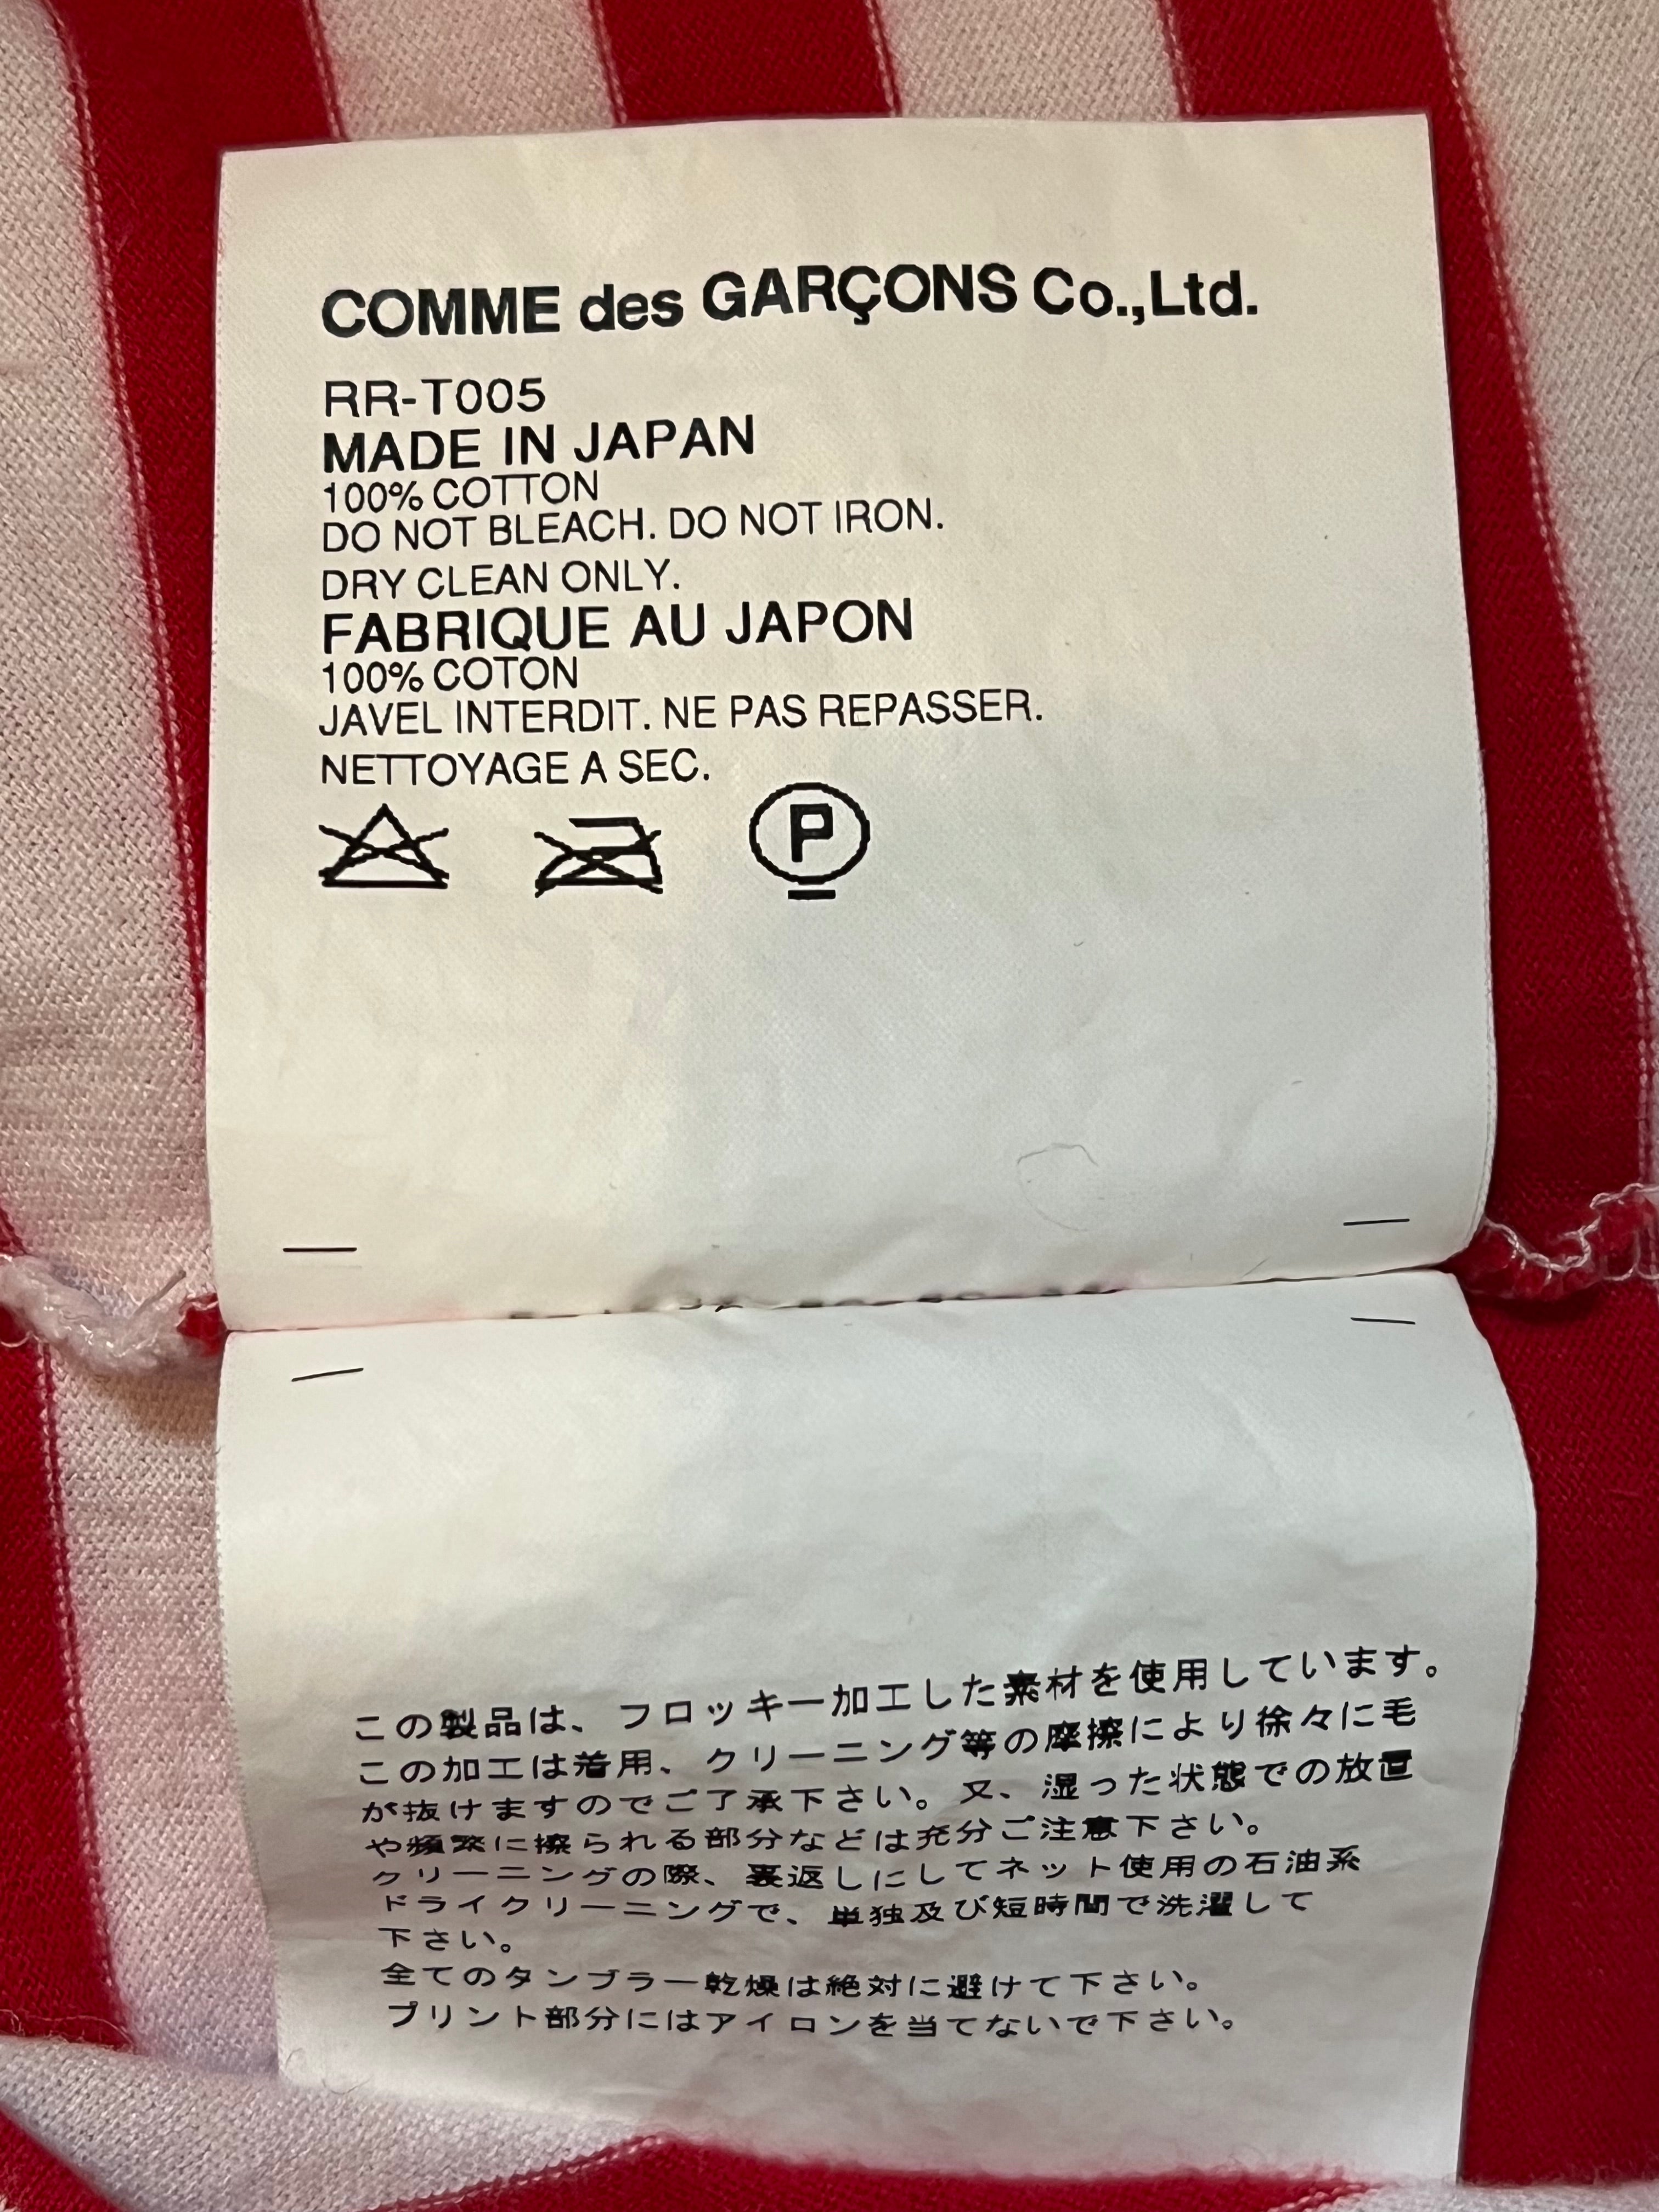 COMME des GARÇONS Co.,Ltd.
RR-T005
MADE IN JAPAN
100% COTTON
DO NOT BLEACH. DO NOT IRON.
DRY CLEAN ONLY.
FABRIQUE AU JAPON
100% COTON
JAVEL INTERDIT. NE PAS REPASSER.
NETTOYAGE A SEC.
P
この製品は、フロッキー加工した素材を使用しています。
この加工は着用、クリーニング等の摩擦により徐々に毛
が抜けますのでご了承下さい。又、湿った状態での放置
や頻繁に擦られる部分などは充分ご注意下さい。
クリーニングの際、裏返しにしてネット使用の石油系
ドライクリーニングで、単独及び短時間で洗濯して
下さい。
全てのタンブラー乾燥は絶対に避けて下さい。
プリント部分にはアイロンを当てないで下さい。